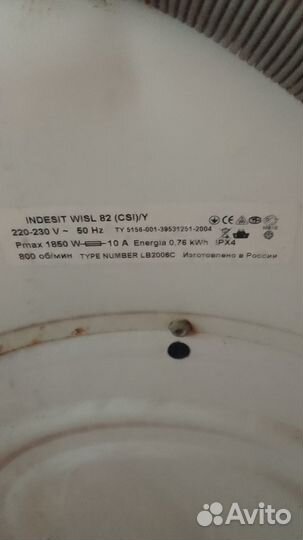 INDESIT WISL 82 (CSI)/Y
220-230 V ~ 50 Hz TY 5156-001-39531251-2004
Pmax 1850 W 10 A Energia 0,76 kWh IPX4
800 об/мин TYPE NUMBER LB2006C Изготовлено в России
Avito